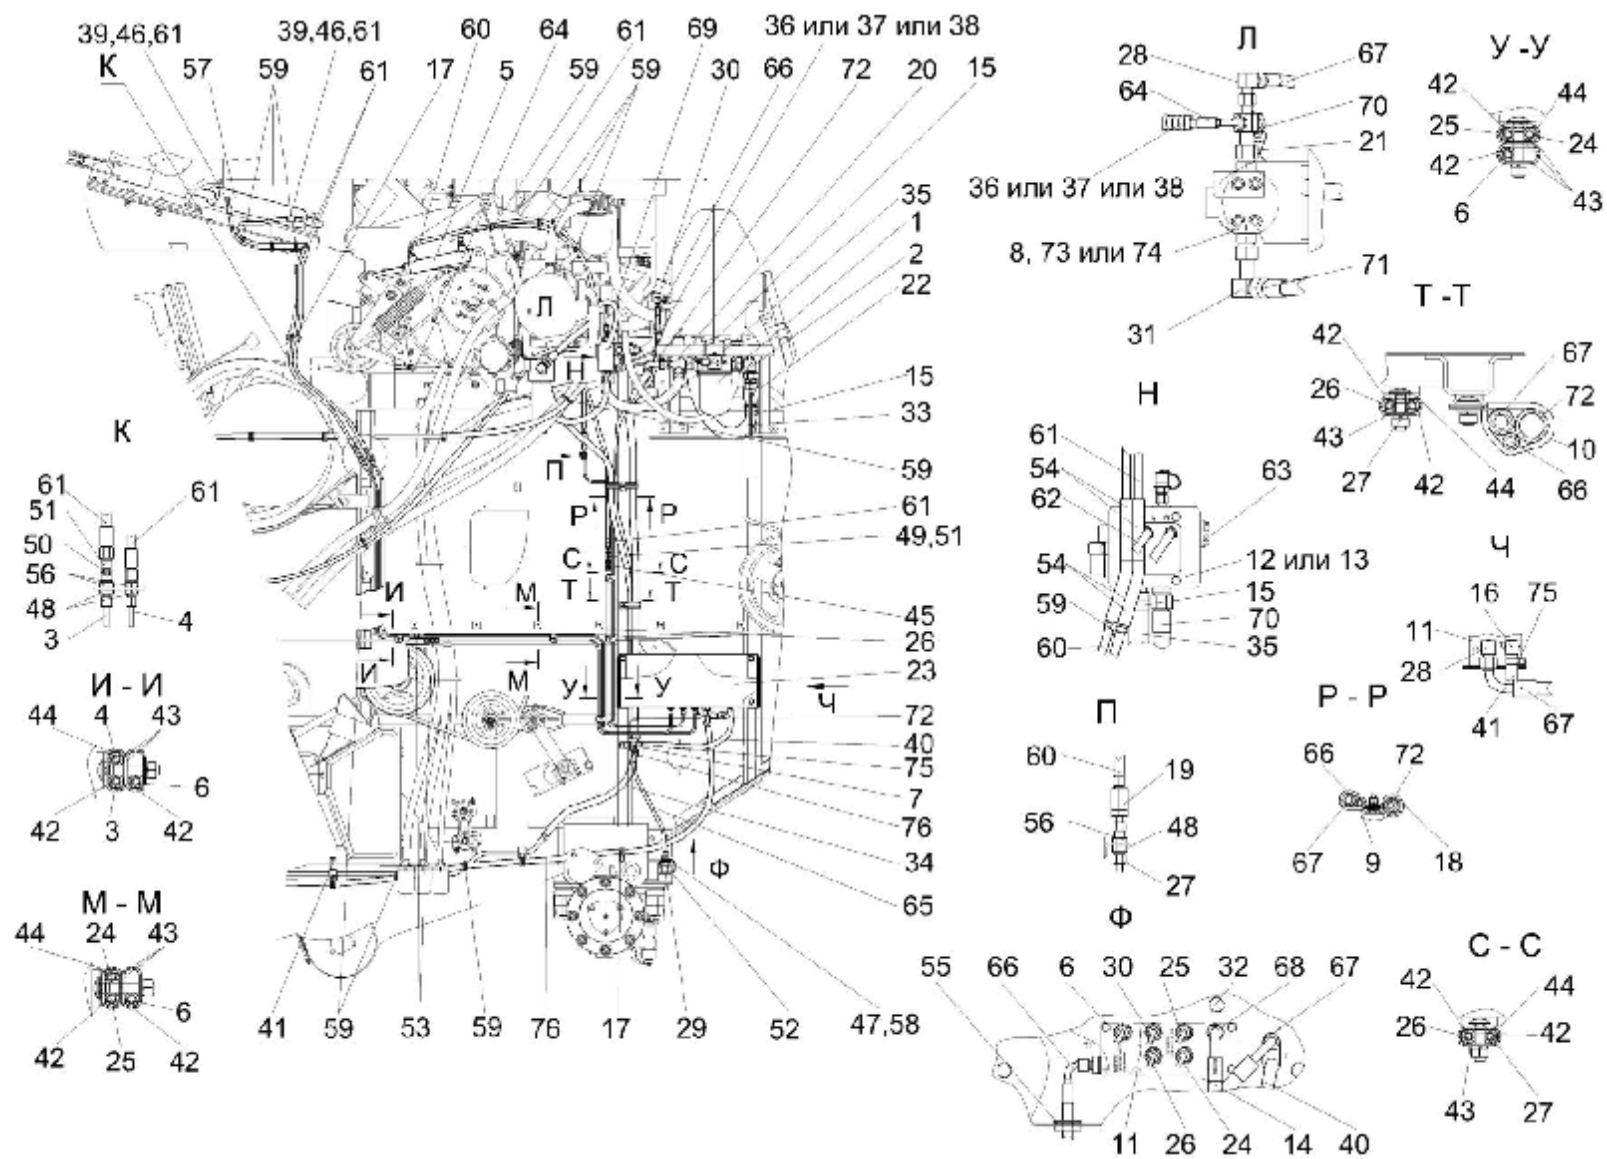 39,46,61 39,46,61 60 64 61 69 36 или 37 или 38
К 57 59 61 17 5 59 59 30 66 72 20 15
35
1
2
22
15
33
59
61
49,51
45
26
23
72
40
75
7
76
34
65
Л
Н
П
Р Р
С С
Т Т
И М
И М
У У
Ч
Ф
41 59 53 59 76 17 29 52 47,58
К
61 61
51
50
56
48
3 4
И - И
44 4 43
6
42 3 42
М - М
44 24 43
6
42 25 42
Л
28 67
64 70
21
36 или 37 или 38
8, 73 или 74
71
31
У -У
42 44
25 24
42
6 43
Т -Т
42 67
26 72
43 10
27 42 44 66
Н
61
54 63
62
12 или 13
54
15
59 70
60 35
Ч
16 75
11
28
41 67
П
60 19
56 48
27
Р - Р
66 72
67 9 18
Ф
55 66 6 30 25 32 68 67
11 26 24 14 40
С - С
42 44
26 42
43 27